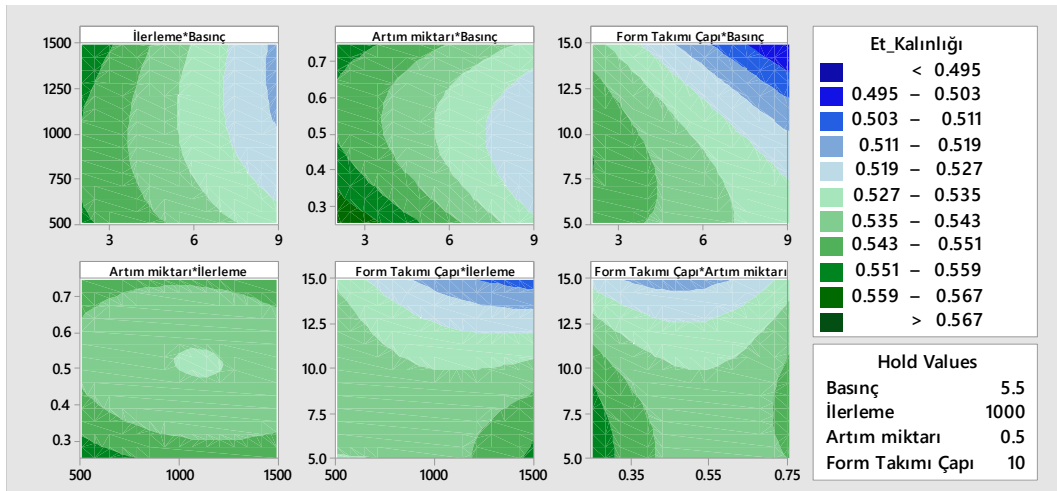 İlerleme*Basınç
1500
1000
750
500
3 6 9
Artım miktarı*Basınç
0.7
0.6
0.4
0.3
3 6 9
Form Takımı Çapı*Basınç
15.0
12.5
10.0
7.5
5.0
3 6 9
Artım miktarı*İlerleme
0.7
0.6
0.5
0.4
0.3
500 1000 1500
Form Takımı Çapı*İlerleme
15.0
12.5
10.0
7.5
5.0
500 1000 1500
Form Takımı Çapı*Artım miktarı
15.0
12.5
10.0
7.5
5.0
0.35 0.55 0.75
Et_Kalınlığı
< 0.495
0.495 – 0.503
0.503 – 0.511
0.511 – 0.519
0.519 – 0.527
0.527 – 0.535
0.535 – 0.543
0.543 – 0.551
0.551 – 0.559
0.559 – 0.567
> 0.567
Hold Values
Basınç 5.5
İlerleme 1000
Artım miktarı 0.5
Form Takımı Çapı 10